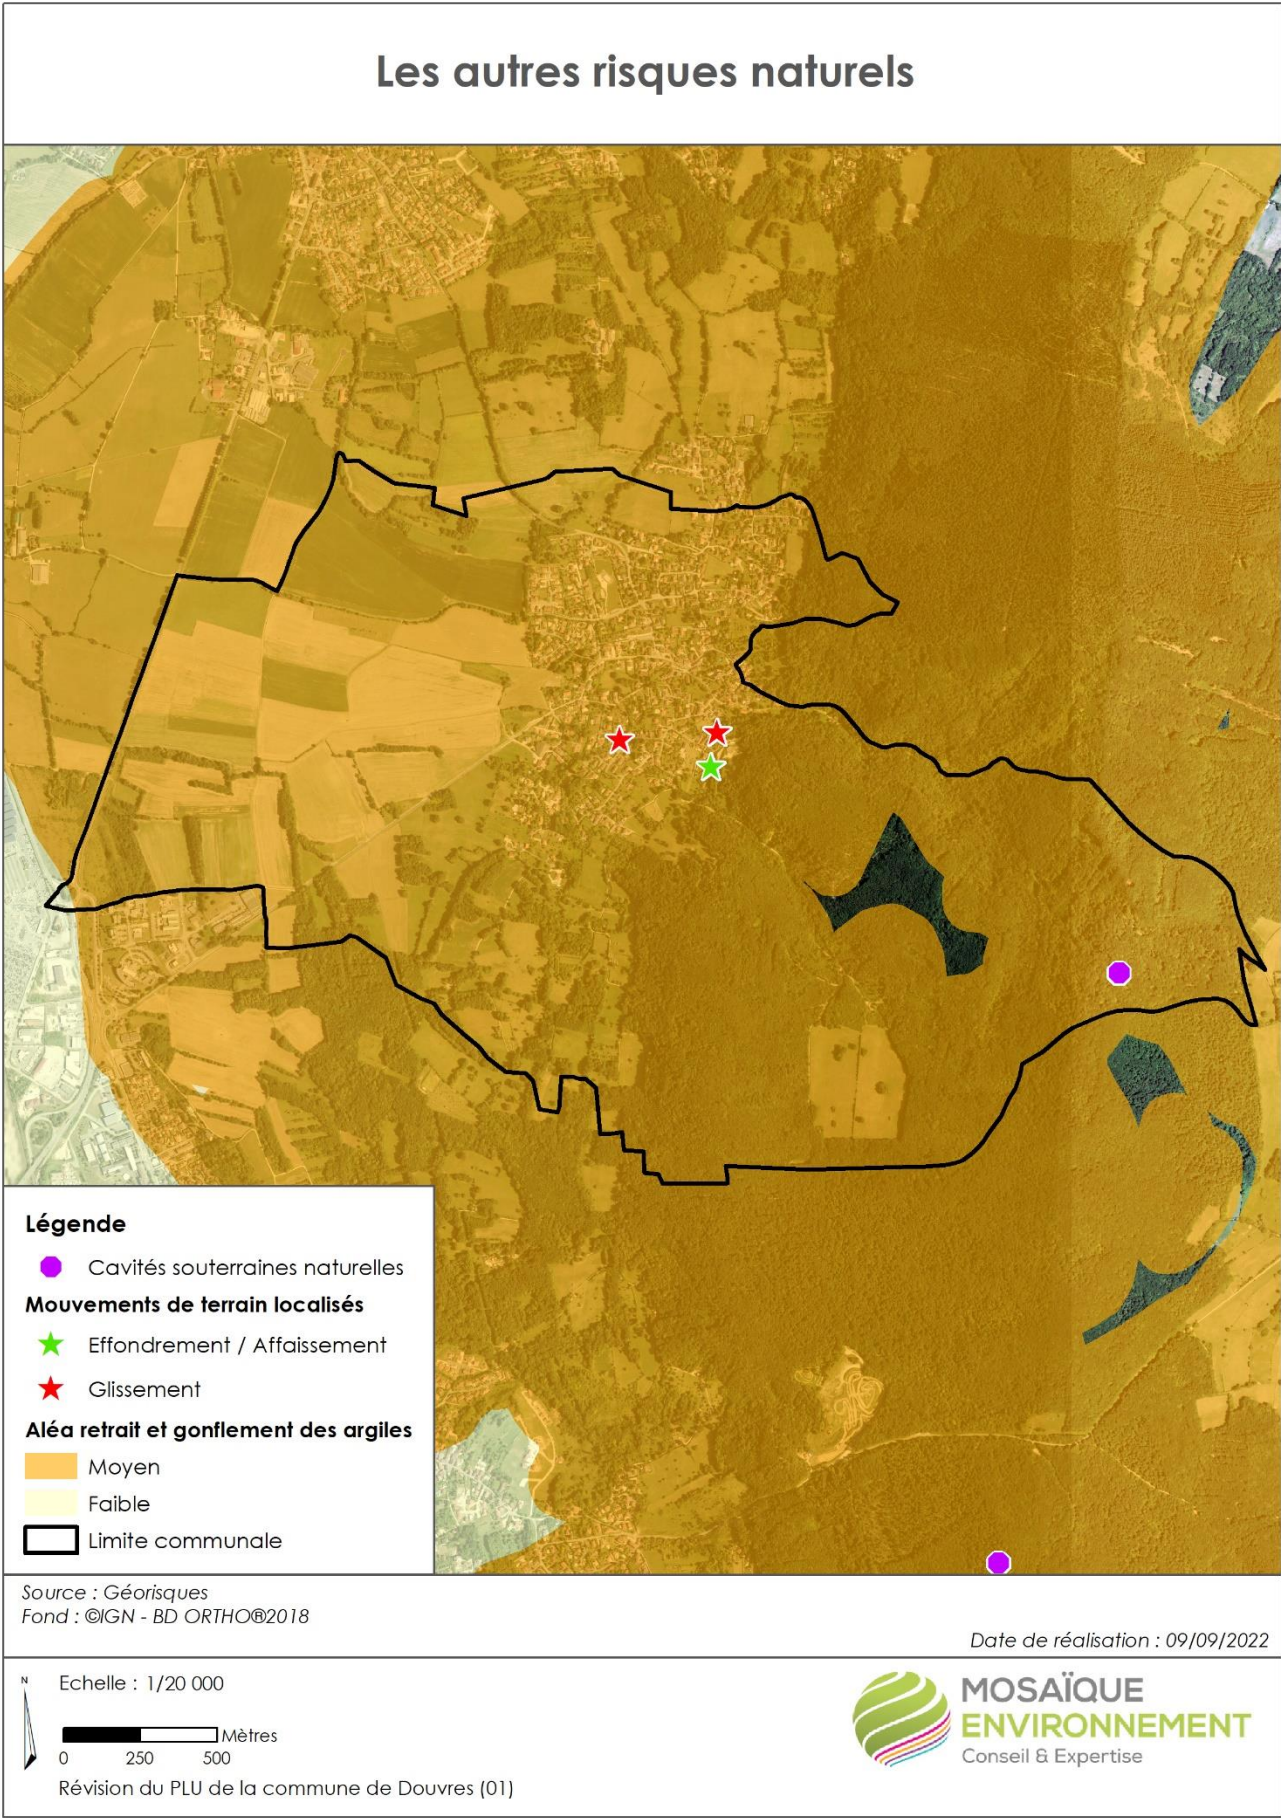 Les autres risques naturels
Légende
Cavités souterraines naturelles
Mouvements de terrain localisés
Effondrement / Affaissement
Glissement
Aléa retrait et gonflement des argiles
Moyen
Faible
Limite communale
Source : Géorisques
Fond : ©IGN - BD ORTHO®2018
Date de réalisation : 09/09/2022
N
Echelle : 1/20 000
Mètres
0 250 500
Révision du PLU de la commune de Douvres (01)
MOSAÏQUE
ENVIRONNEMENT
Conseil & Expertise